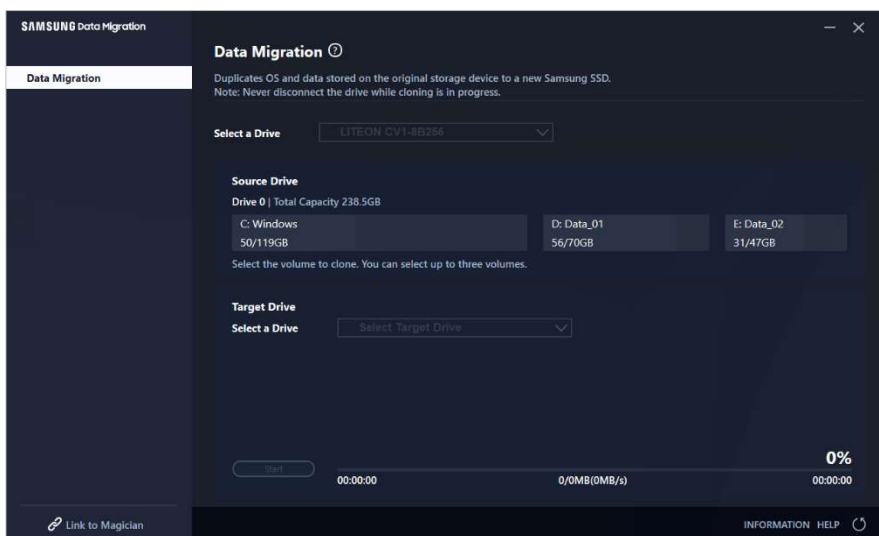 SAMSUNG Data Migration
Data Migration
Data Migration ?
Duplicates OS and data stored on the original storage device to a new Samsung SSD.
Note: Never disconnect the drive while cloning is in progress.
Select a Drive LITEON CV1-8B256
Source Drive
Drive 0 | Total Capacity 238.5GB
C: Windows D: Data_01 E: Data_02
50/119GB 56/70GB 31/47GB
Select the volume to clone. You can select up to three volumes.
Target Drive
Select a Drive Select Target Drive
0%
Start
00:00:00 0/0MB(0MB/s) 00:00:00
Link to Magician INFORMATION HELP